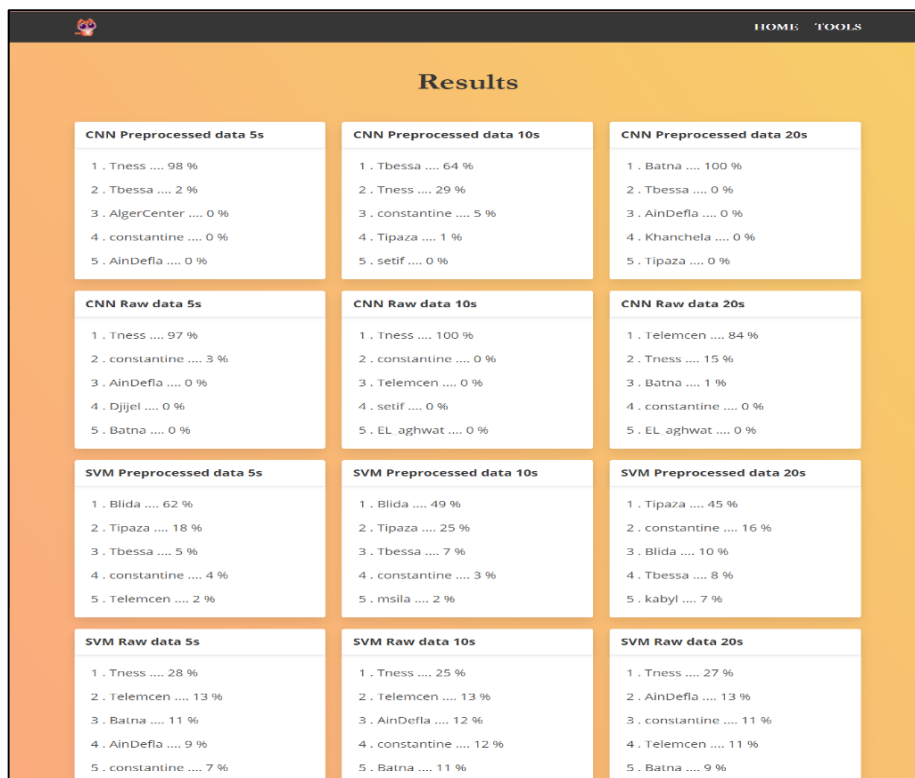 HOME TOOLS
Results
CNN Preprocessed data 5s
1 . Tness .... 98 %
2 . Tbessa .... 2 %
3 . AlgerCenter .... 0 %
4 . constantine .... 0 %
5 . AinDefla .... 0 %
CNN Preprocessed data 10s
1 . Tbessa .... 64 %
2 . Tness .... 29 %
3 . constantine .... 5 %
4 . Tipaza .... 1 %
5 . setif .... 0 %
CNN Preprocessed data 20s
1 . Batna .... 100 %
2 . Tbessa .... 0 %
3 . AinDefla .... 0 %
4 . Khanchela .... 0 %
5 . Tipaza .... 0 %
CNN Raw data 5s
1 . Tness .... 97 %
2 . constantine .... 3 %
3 . AinDefla .... 0 %
4 . Djijel .... 0 %
5 . Batna .... 0 %
CNN Raw data 10s
1 . Tness .... 100 %
2 . constantine .... 0 %
3 . Telemcen .... 0 %
4 . setif .... 0 %
5 . EL_aghwat .... 0 %
CNN Raw data 20s
1 . Telemcen .... 84 %
2 . Tness .... 15 %
3 . Batna .... 1 %
4 . constantine .... 0 %
5 . EL_aghwat .... 0 %
SVM Preprocessed data 5s
1 . Blida .... 62 %
2 . Tipaza .... 18 %
3 . Tbessa .... 5 %
4 . constantine .... 4 %
5 . Telemcen .... 2 %
SVM Preprocessed data 10s
1 . Blida .... 49 %
2 . Tipaza .... 25 %
3 . Tbessa .... 7 %
4 . constantine .... 3 %
5 . msila .... 2 %
SVM Preprocessed data 20s
1 . Tipaza .... 45 %
2 . constantine .... 16 %
3 . Blida .... 10 %
4 . Tbessa .... 8 %
5 . kabyl .... 7 %
SVM Raw data 5s
1 . Tness .... 28 %
2 . Telemcen .... 13 %
3 . Batna .... 11 %
4 . AinDefla .... 9 %
5 . constantine .... 7 %
SVM Raw data 10s
1 . Tness .... 25 %
2 . Telemcen .... 13 %
3 . AinDefla .... 12 %
4 . constantine .... 12 %
5 . Batna .... 11 %
SVM Raw data 20s
1 . Tness .... 27 %
2 . AinDefla .... 13 %
3 . constantine .... 11 %
4 . Telemcen .... 11 %
5 . Batna .... 9 %